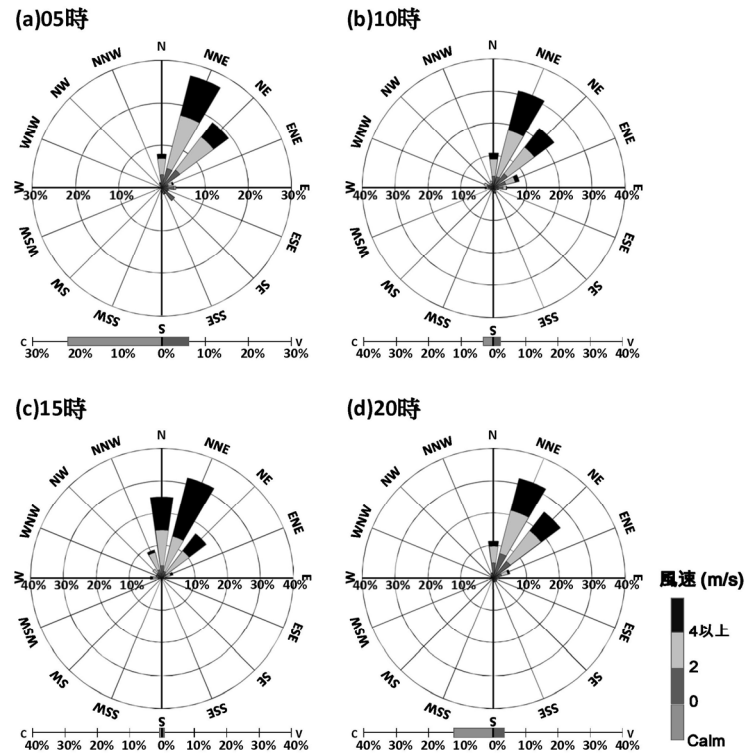 (a)05時
N
NNW
NNE
NW
NE
WNW
ENE
W
E
30% 20% 10% 10% 20% 30%
WSW
ESE
SW
SE
SSW
SSE
S
C V
30% 20% 10% 0% 10% 20% 30%
(b)10時
N
NNW
NNE
NW
NE
WNW
ENE
W
E
40% 30% 20% 10% 10% 20% 30% 40%
WSW
ESE
SW
SE
SSW
SSE
S
C V
40% 30% 20% 10% 0% 10% 20% 30% 40%
(c)15時
N
NNW
NNE
NW
NE
WNW
ENE
W
E
40% 30% 20% 10% 10% 20% 30% 40%
WSW
ESE
SW
SE
SSW
SSE
S
C V
40% 30% 20% 10% 0% 10% 20% 30% 40%
(d)20時
N
NNW
NNE
NW
NE
WNW
ENE
W
E
40% 30% 20% 10% 10% 20% 30% 40%
WSW
ESE
SW
SE
SSW
SSE
S
C V
40% 30% 20% 10% 0% 10% 20% 30% 40%
風速 (m/s)
4以上
2
0
Calm